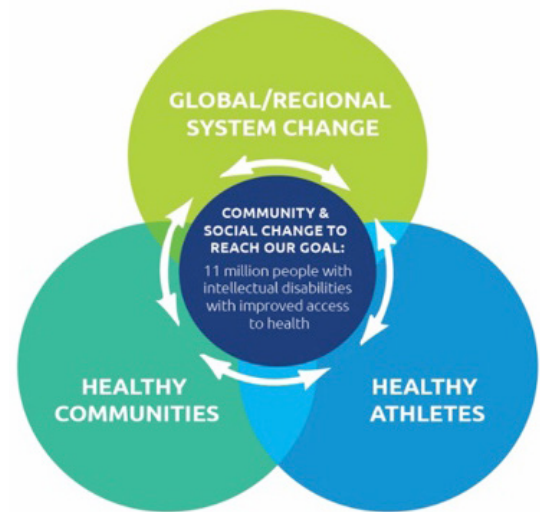 GLOBAL/REGIONAL
SYSTEM CHANGE
COMMUNITY &
SOCIAL CHANGE TO
REACH OUR GOAL:
11 million people with
intellectual disabilities
with improved access
to health
HEALTHY
COMMUNITIES
HEALTHY
ATHLETES